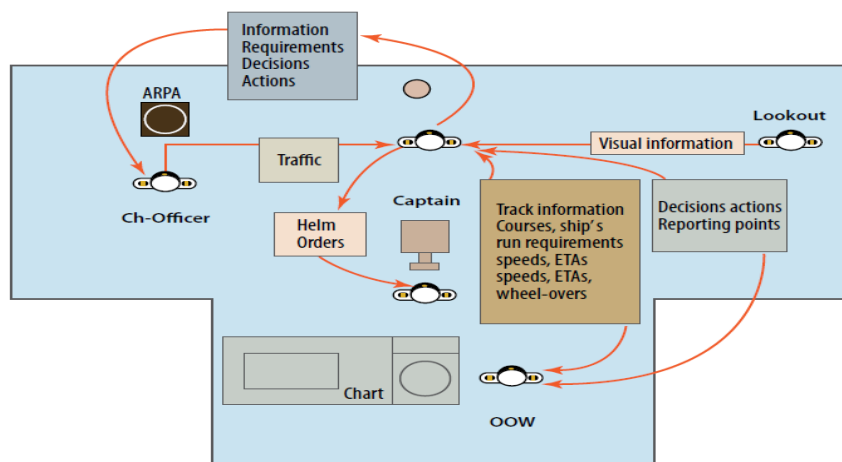 Information
Requirements
Decisions
Actions
ARPA
Lookout
Visual information
Traffic
Ch-Officer
Captain
Helm
Orders
Track information
Courses, ship's
run requirements
speeds, ETAs
speeds, ETAs,
wheel-overs
Decisions actions
Reporting points
Chart
OOW